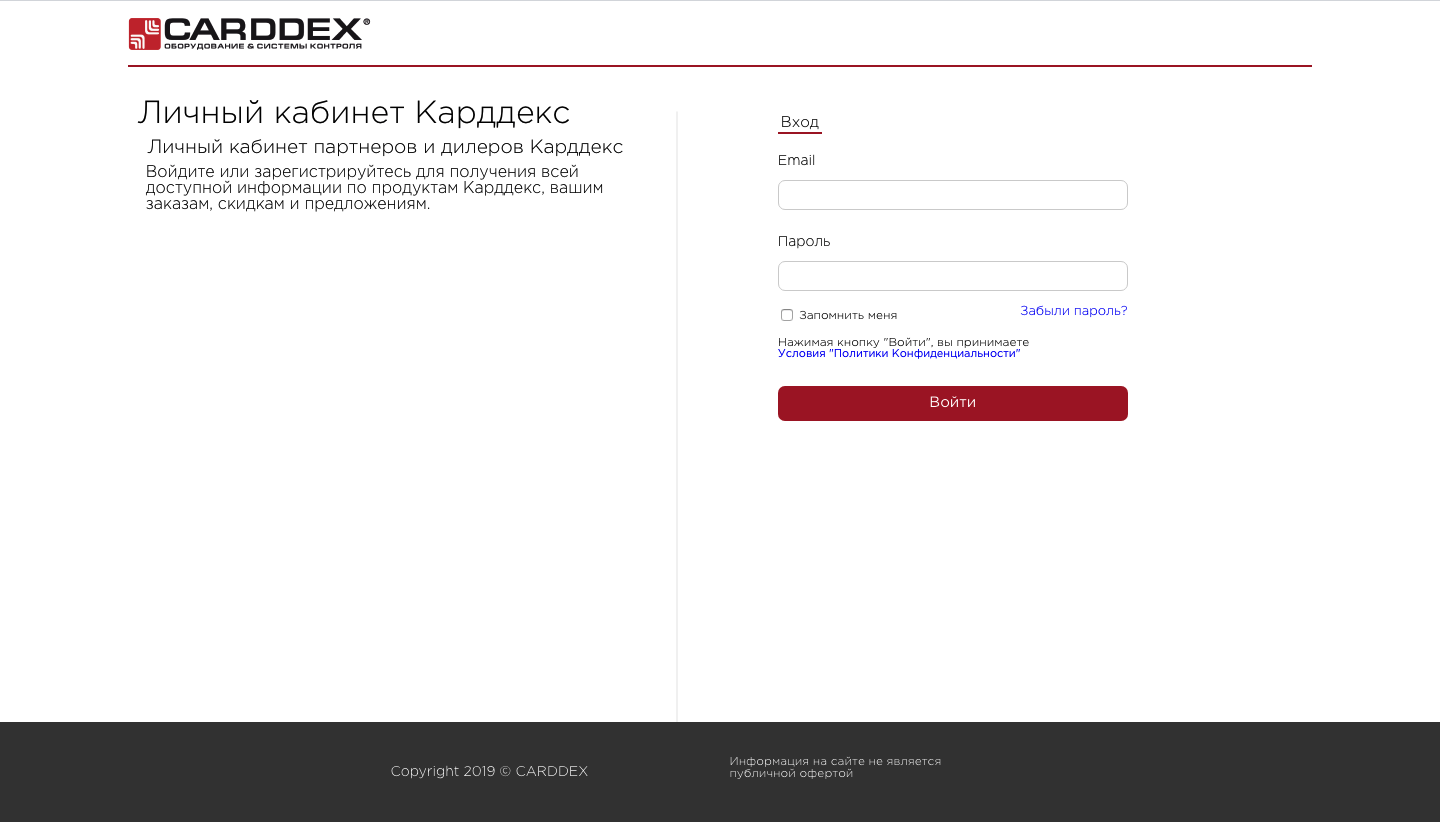 CARDDEX®
ОБОРУДОВАНИЕ & СИСТЕМЫ КОНТРОЛЯ
Личный кабинет Карддекс
Личный кабинет партнеров и дилеров Карддекс
Войдите или зарегистрируйтесь для получения всей
доступной информации по продуктам Карддекс, вашим
заказам, скидкам и предложениям.
Вход
Email
Пароль
Запомнить меня
Забыли пароль?
Нажимая кнопку "Войти", вы принимаете
Условия "Политики Конфиденциальности"
Войти
Copyright 2019 © CARDDEX
Информация на сайте не является
публичной офертой